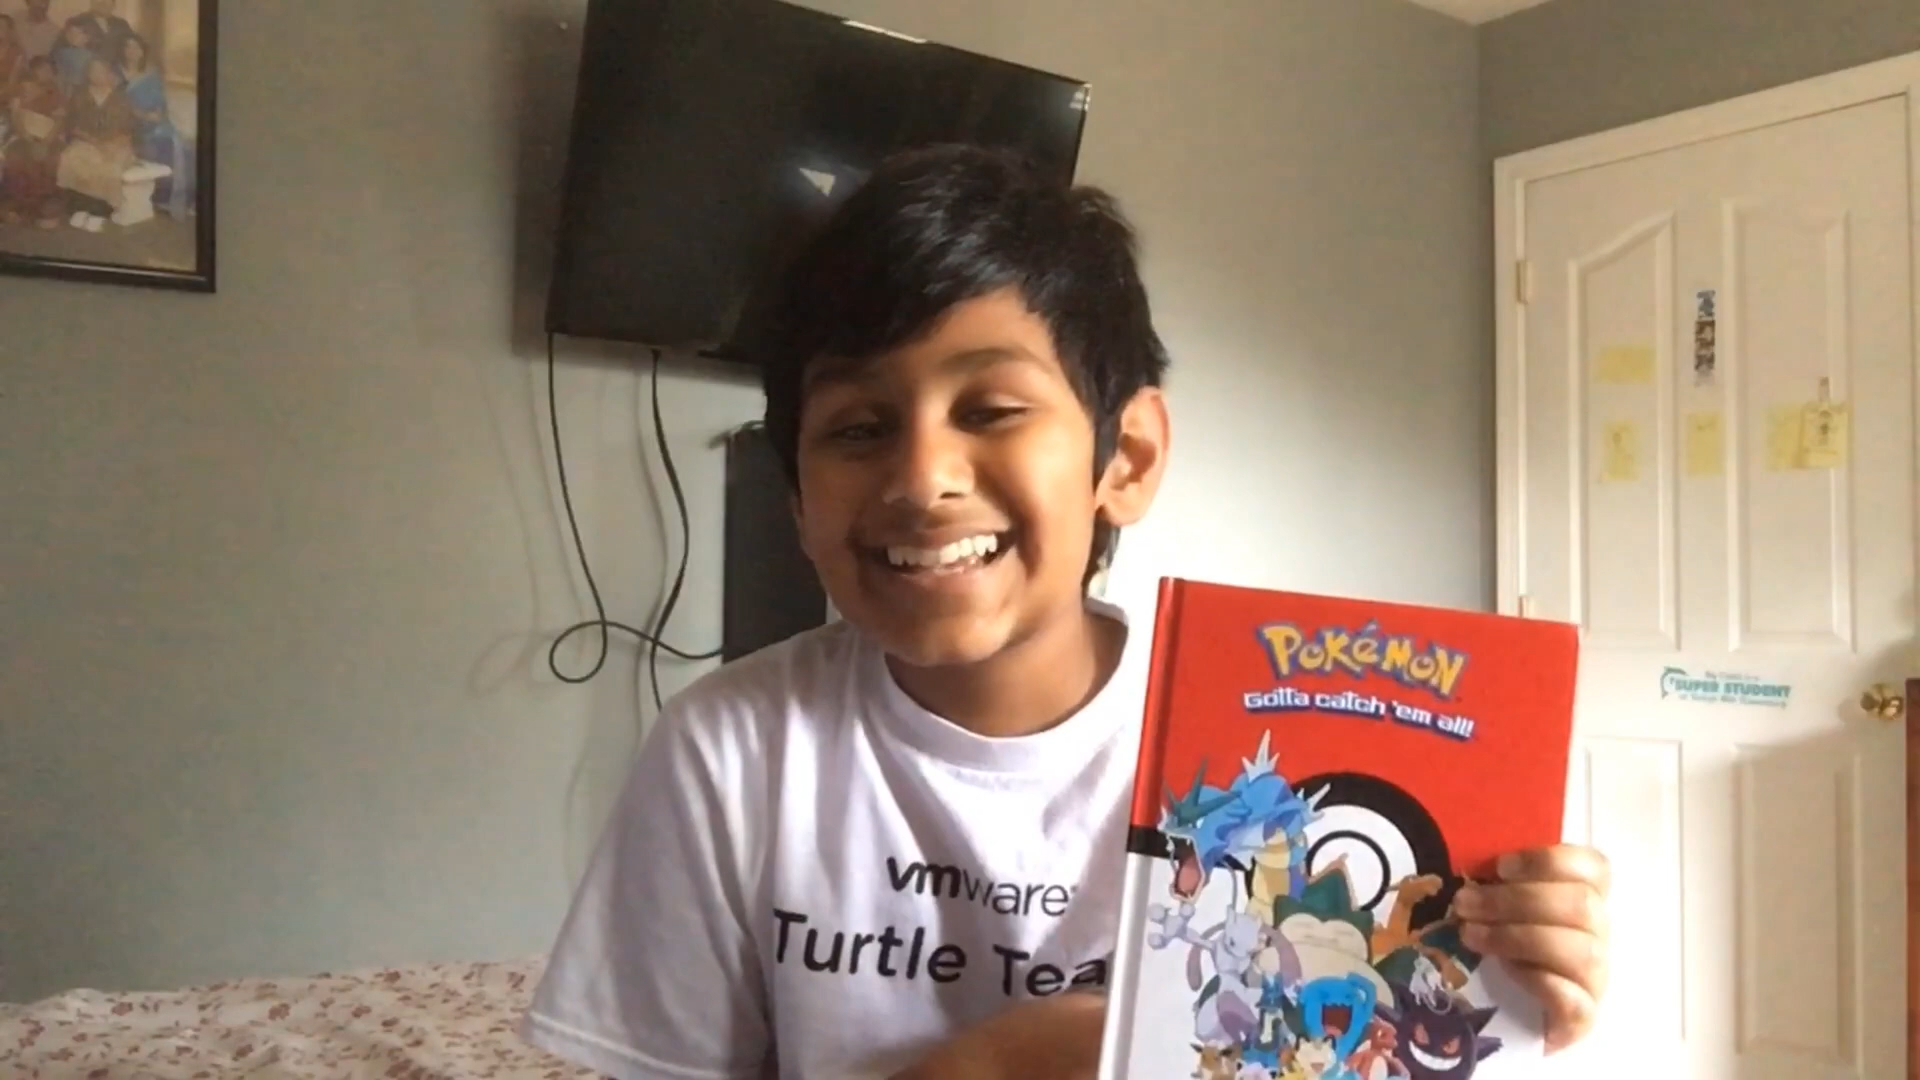 POKéMON
Gotta catch 'em all!
vmware
Turtle Tea
SUPER STUDENT